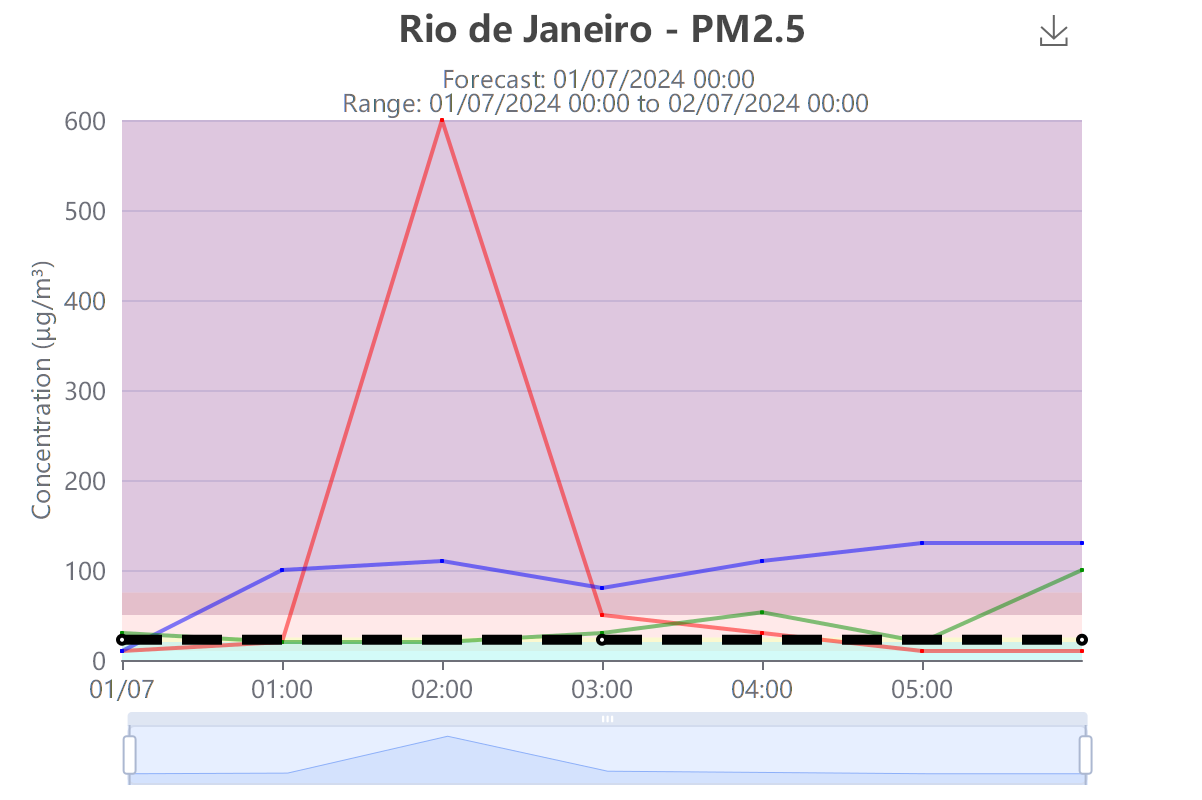 Rio de Janeiro - PM2.5
Forecast: 01/07/2024 00:00
Range: 01/07/2024 00:00 to 02/07/2024 00:00
Concentration (µg/m³)
600
500
400
300
200
100
0
01/07 01:00 02:00 03:00 04:00 05:00